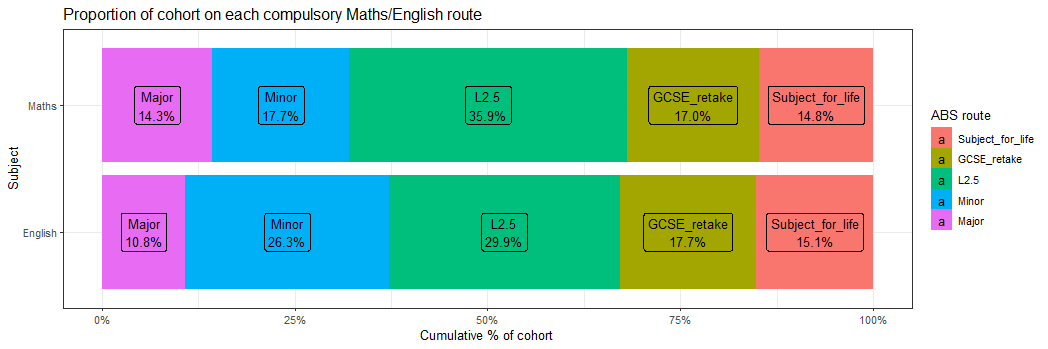 Proportion of cohort on each compulsory Maths/English route
Maths
Major
14.3%
Minor
17.7%
L2.5
35.9%
GCSE_retake
17.0%
Subject_for_life
14.8%
English
Major
10.8%
Minor
26.3%
L2.5
29.9%
GCSE_retake
17.7%
Subject_for_life
15.1%
Subject
0%
25%
50%
75%
100%
Cumulative % of cohort
ABS route
a Subject_for_life
a GCSE_retake
a L2.5
a Minor
a Major